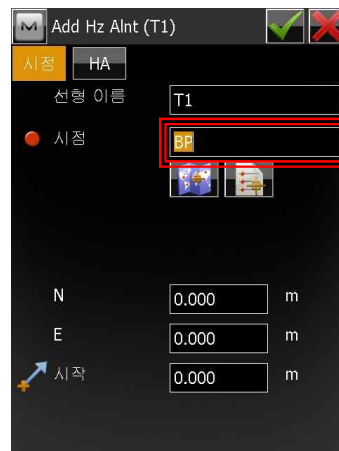 Add Hz Alnt (T1)
시점 HA
선형 이름 T1
시점 BP
N 0.000 m
E 0.000 m
시작 0.000 m